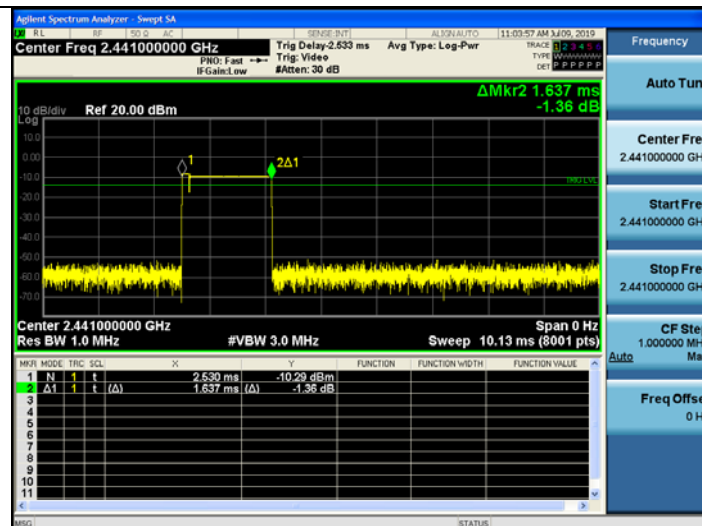 Agilent Spectrum Analyzer - Swept SA
RL RF 50 Ω AC SENSE:INT ALIGN AUTO 11:03:57 AM Jul 09, 2019
Center Freq 2.441000000 GHz Trig Delay-2.533 ms Avg Type: Log-Pwr TRACE 1 2 3 4 5 6
PNO: Fast Trig: Video TYPE
IFGain:Low #Atten: 30 dB DET P P P P P P
ΔMkr2 1.637 ms
-1.36 dB
10 dB/div Ref 20.00 dBm
Log
10.0
0.00
1
2Δ1
-10.0
TRIG LVL
-20.0
-30.0
-40.0
-50.0
-60.0
-70.0
Center 2.441000000 GHz Span 0 Hz
Res BW 1.0 MHz #VBW 3.0 MHz Sweep 10.13 ms (8001 pts)
MKR MODE TRC SCL X Y FUNCTION FUNCTION WIDTH FUNCTION VALUE
1 N 1 t 2.530 ms -10.29 dBm
2 Δ1 1 t (Δ) 1.637 ms (Δ) -1.36 dB
3
4
5
6
7
8
9
10
11
MSG STATUS
Frequency
Auto Tun
Center Fre
2.441000000 GH
Start Fre
2.441000000 GH
Stop Fre
2.441000000 GH
CF Ste
1.000000 MH
Auto Ma
Freq Offse
0 H